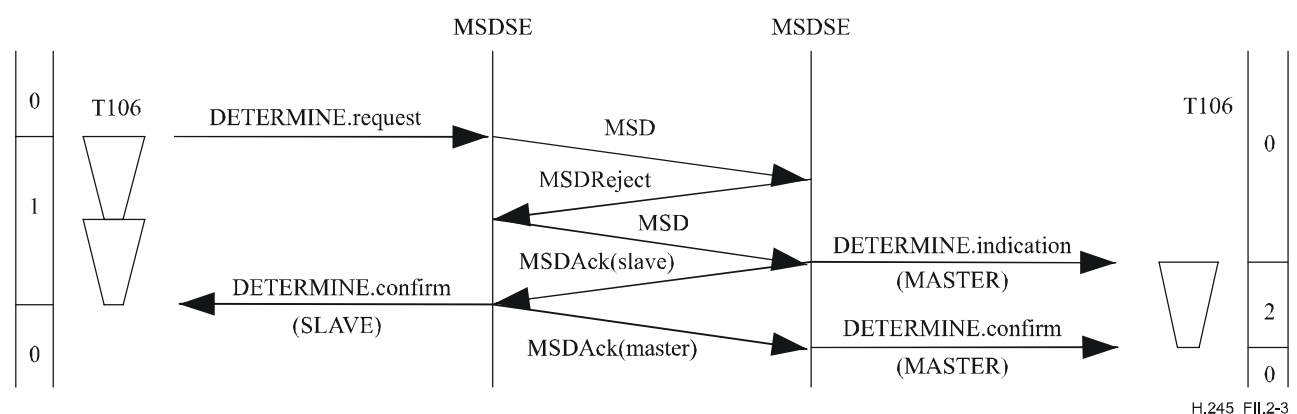 MSDSE MSDSE
0 T106 T106
DETERMINE.request MSD 0
MSDReject
1 MSD
DETERMINE.indication
MSDAck(slave) (MASTER)
DETERMINE.confirm
(SLAVE) DETERMINE.confirm 2
0 MSDAck(master) (MASTER) 0
H.245 FII.2-3